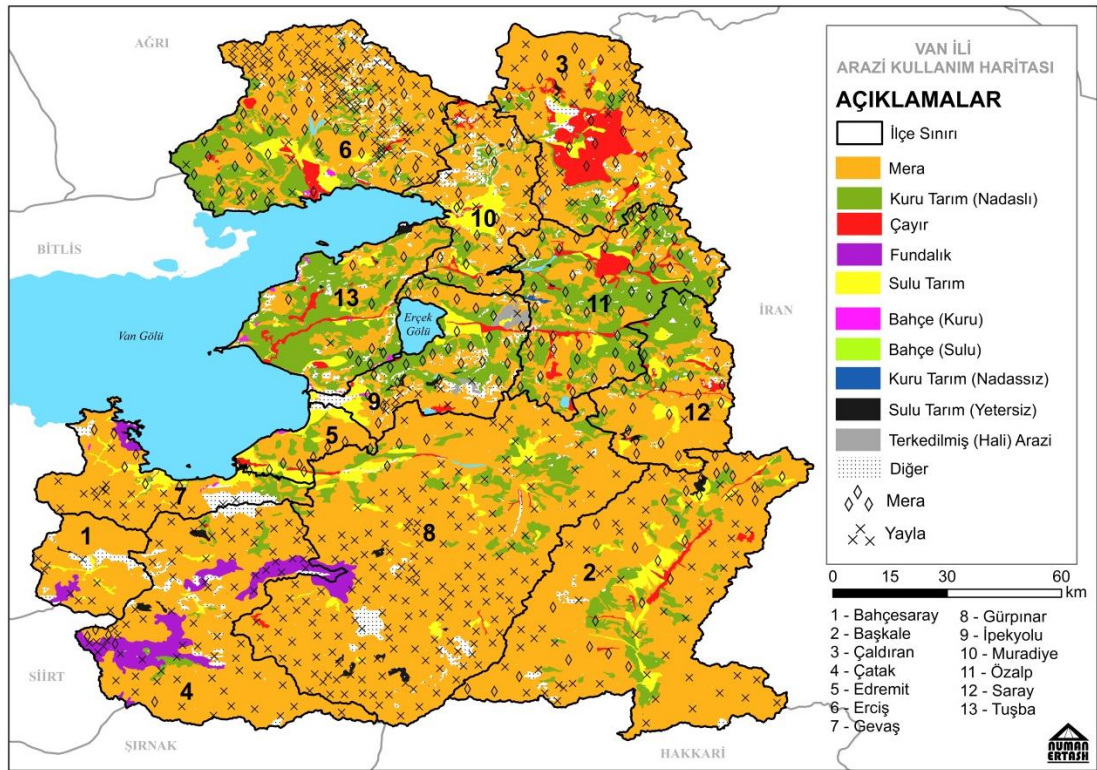 AĞRI
BİTLİS
SİİRT
ŞIRNAK
HAKKARİ
İRAN
Van Gölü
Erçek
Gölü
1
2
3
4
5
6
7
8
9
10
11
12
13
VAN İLİ
ARAZİ KULLANIM HARİTASI
AÇIKLAMALAR
İlçe Sınırı
Mera
Kuru Tarım (Nadaslı)
Çayır
Fundalık
Sulu Tarım
Bahçe (Kuru)
Bahçe (Sulu)
Kuru Tarım (Nadassız)
Sulu Tarım (Yetersiz)
Terkedilmiş (Hali) Arazi
Diğer
Mera
Yayla
0 15 30 60
km
1 - Bahçesaray
2 - Başkale
3 - Çaldıran
4 - Çatak
5 - Edremit
6 - Erciş
7 - Gevaş
8 - Gürpınar
9 - İpekyolu
10 - Muradiye
11 - Özalp
12 - Saray
13 - Tuşba
NUMAN
ERTASH